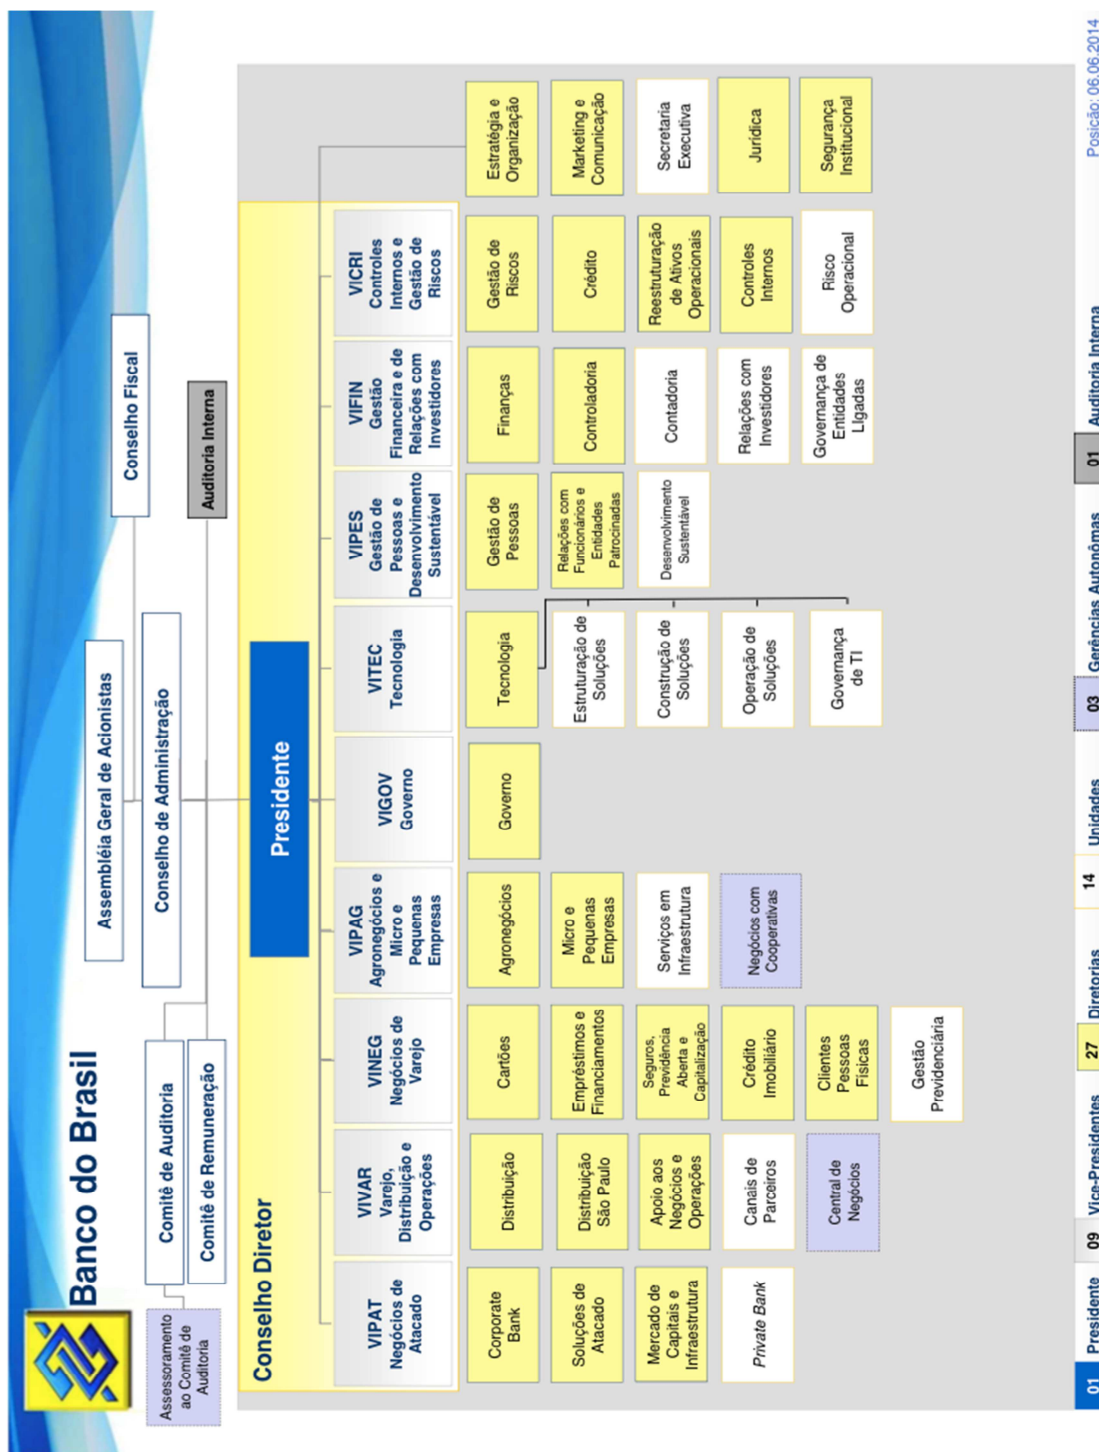 Banco do Brasil
Assembléia Geral de Acionistas
Conselho Fiscal
Conselho de Administração
Comitê de Auditoria
Comitê de Remuneração
Auditoria Interna
Assessoramento
ao Comitê de
Auditoria
Conselho Diretor
Presidente
VIPAT
Negócios de
Atacado
VIVAR
Varejo,
Distribuição e
Operações
VINEG
Negócios de
Varejo
VIPAG
Agronegócios e
Micro e
Pequenas
Empresas
VIGOV
Governo
VITEC
Tecnologia
VIPES
Gestão de
Pessoas e
Desenvolvimento
Sustentável
VIFIN
Gestão
Financeira e de
Relações com
Investidores
VICRI
Controles
Internos e
Gestão de
Riscos
Corporate
Bank
Soluções de
Atacado
Mercado de
Capitais e
Infraestrutura
Private Bank
Distribuição
Distribuição
São Paulo
Apoio aos
Negócios e
Operações
Canais de
Parceiros
Central de
Negócios
Cartões
Empréstimos e
Financiamentos
Seguros,
Previdência
Aberta e
Capitalização
Crédito
Imobiliário
Clientes
Pessoas
Físicas
Gestão
Previdenciária
Agronegócios
Micro e
Pequenas
Empresas
Serviços em
Infraestrutura
Negócios com
Cooperativas
Governo
Tecnologia
Estruturação de
Soluções
Construção de
Soluções
Operação de
Soluções
Governança
de TI
Gestão de
Pessoas
Relações com
Funcionários e
Entidades
Patrocinadas
Desenvolvimento
Sustentável
Finanças
Controladoria
Contadoria
Relações com
Investidores
Governança de
Entidades
LIgadas
Gestão de
Riscos
Crédito
Reestruturação
de Ativos
Operacionais
Controles
Internos
Risco
Operacional
Estratégia e
Organização
Marketing e
Comunicação
Secretaria
Executiva
Jurídica
Segurança
Institucional
01 Presidente 09 Vice-Presidentes 27 Diretorias 14 Unidades 03 Gerências Autonômas 01 Auditoria Interna
Posição: 06.06.2014